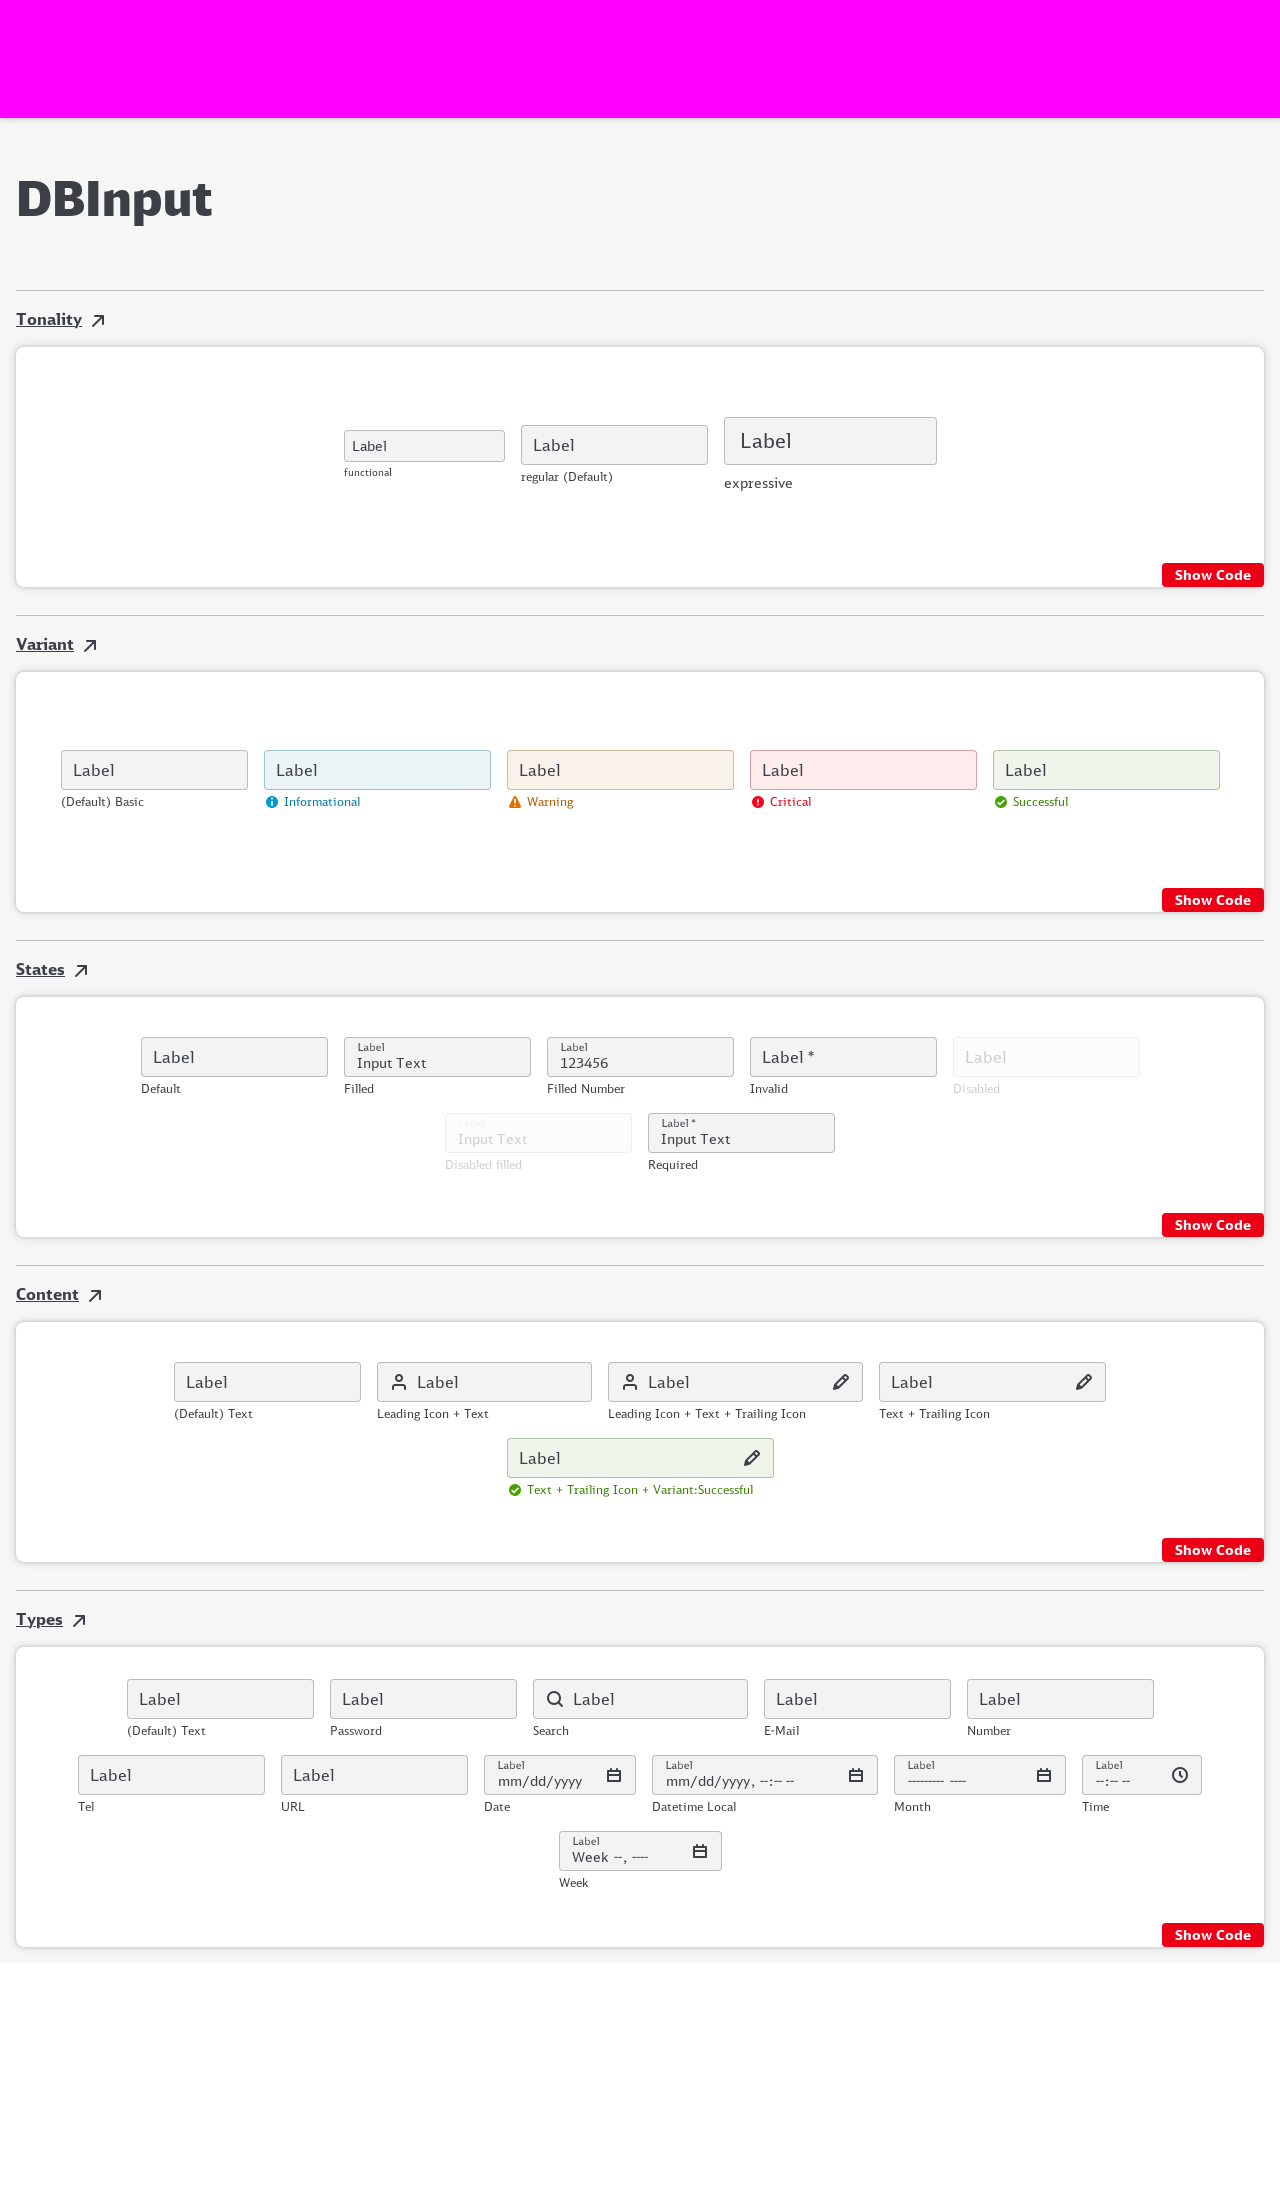 DBInput
Tonality
Label Label Label
functional regular (Default) expressive
Show Code
Variant
Label Label Label Label Label
(Default) Basic Informational Warning Critical Successful
Show Code
States
Label Label Label Label * Label
Input Text 123456
Default Filled Filled Number Invalid Disabled
Label Label *
Input Text Input Text
Disabled filled Required
Show Code
Content
Label Label Label Label
(Default) Text Leading Icon + Text Leading Icon + Text + Trailing Icon Text + Trailing Icon
Label
Text + Trailing Icon + Variant:Successful
Show Code
Types
Label Label Label Label Label
(Default) Text Password Search E-Mail Number
Label Label Label Label Label Label
mm/dd/yyyy mm/dd/yyyy, --:-- -- --------- ---- --:-- --
Tel URL Date Datetime Local Month Time
Label
Week --, ----
Week
Show Code